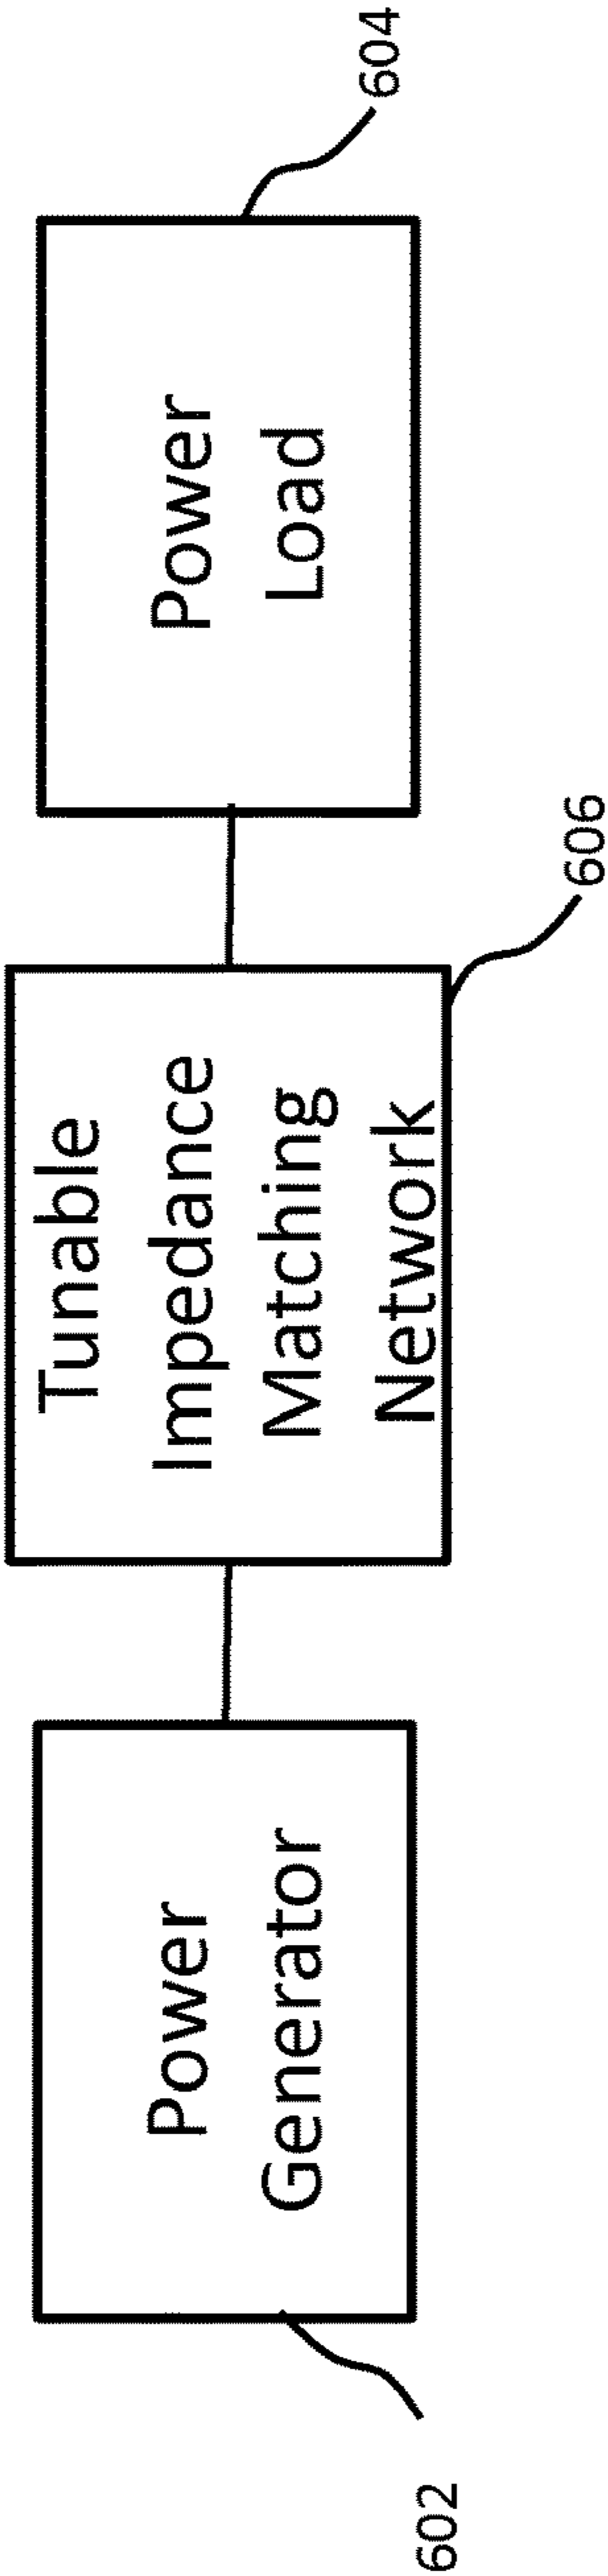 Power
Generator
602
Tunable
Impedance
Matching
Network
606
Power
Load
604